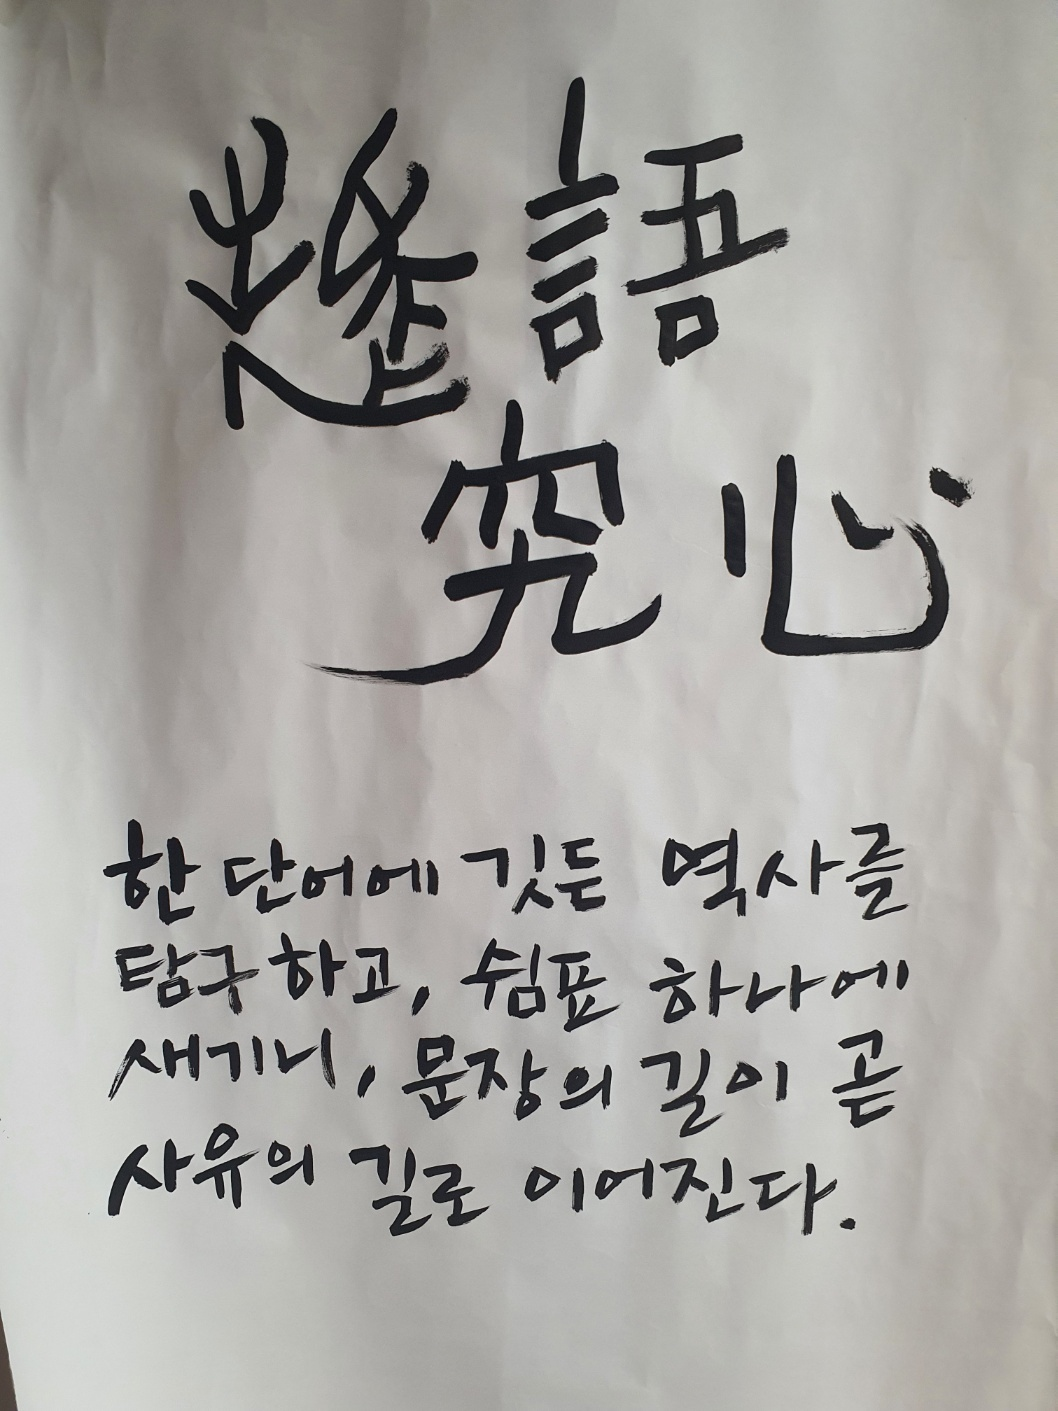 語
究心
한 단어에 깃든 역사를
탐구하고, 쉼표 하나에
새기니, 문장의 길이 곧
사유의 길로 이어진다.